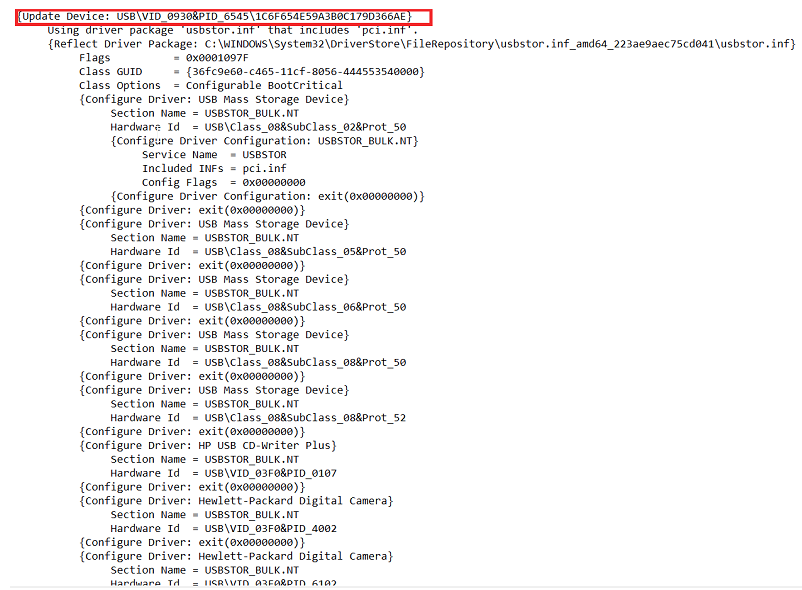 {Update Device: USB\VID_0930&PID_6545\1C6F654E59A3B0C179D366AE}
Using driver package 'usbstor.inf' that includes 'pci.inf'.
{Reflect Driver Package: C:\WINDOWS\System32\DriverStore\FileRepository\usbstor.inf_amd64_223ae9aec75cd041\usbstor.inf}
Flags = 0x0001097F
Class GUID = {36fc9e60-c465-11cf-8056-444553540000}
Class Options = Configurable BootCritical
{Configure Driver: USB Mass Storage Device}
Section Name = USBSTOR_BULK.NT
Hardware Id = USB\Class_08&SubClass_02&Prot_50
{Configure Driver Configuration: USBSTOR_BULK.NT}
Service Name = USBSTOR
Included INFs = pci.inf
Config Flags = 0x00000000
{Configure Driver Configuration: exit(0x00000000)}
{Configure Driver: exit(0x00000000)}
{Configure Driver: USB Mass Storage Device}
Section Name = USBSTOR_BULK.NT
Hardware Id = USB\Class_08&SubClass_05&Prot_50
{Configure Driver: exit(0x00000000)}
{Configure Driver: USB Mass Storage Device}
Section Name = USBSTOR_BULK.NT
Hardware Id = USB\Class_08&SubClass_06&Prot_50
{Configure Driver: exit(0x00000000)}
{Configure Driver: USB Mass Storage Device}
Section Name = USBSTOR_BULK.NT
Hardware Id = USB\Class_08&SubClass_08&Prot_50
{Configure Driver: exit(0x00000000)}
{Configure Driver: USB Mass Storage Device}
Section Name = USBSTOR_BULK.NT
Hardware Id = USB\Class_08&SubClass_08&Prot_52
{Configure Driver: exit(0x00000000)}
{Configure Driver: HP USB CD-Writer Plus}
Section Name = USBSTOR_BULK.NT
Hardware Id = USB\VID_03F0&PID_0107
{Configure Driver: exit(0x00000000)}
{Configure Driver: Hewlett-Packard Digital Camera}
Section Name = USBSTOR_BULK.NT
Hardware Id = USB\VID_03F0&PID_4002
{Configure Driver: exit(0x00000000)}
{Configure Driver: Hewlett-Packard Digital Camera}
Section Name = USBSTOR_BULK.NT
Hardware Id = USB\VID_03F0&PID_6102